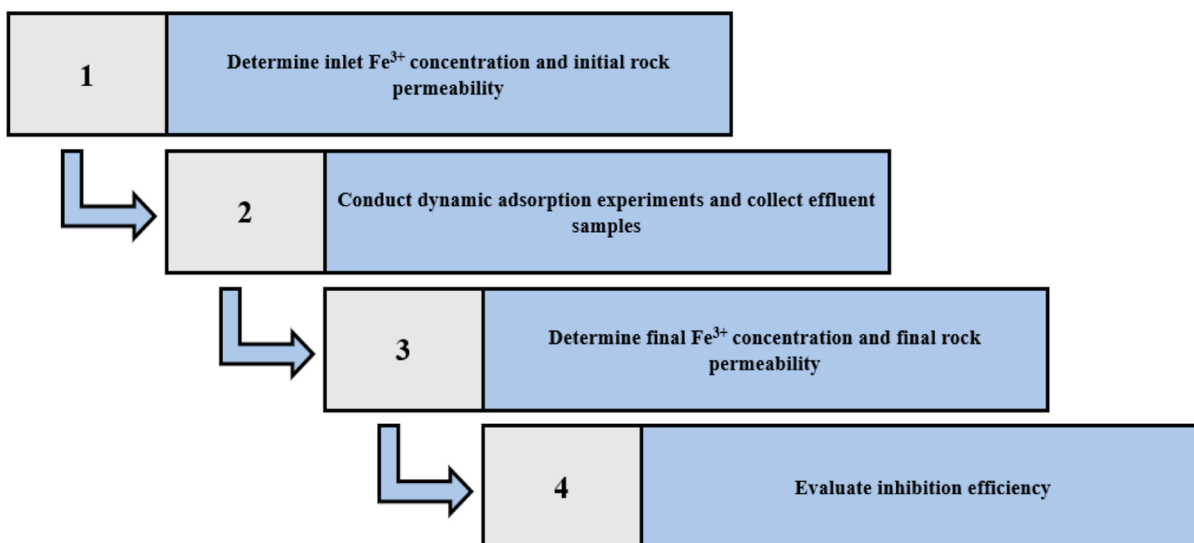 1
Determine inlet Fe³⁺ concentration and initial rock
permeability
2
Conduct dynamic adsorption experiments and collect effluent
samples
3
Determine final Fe³⁺ concentration and final rock
permeability
4
Evaluate inhibition efficiency